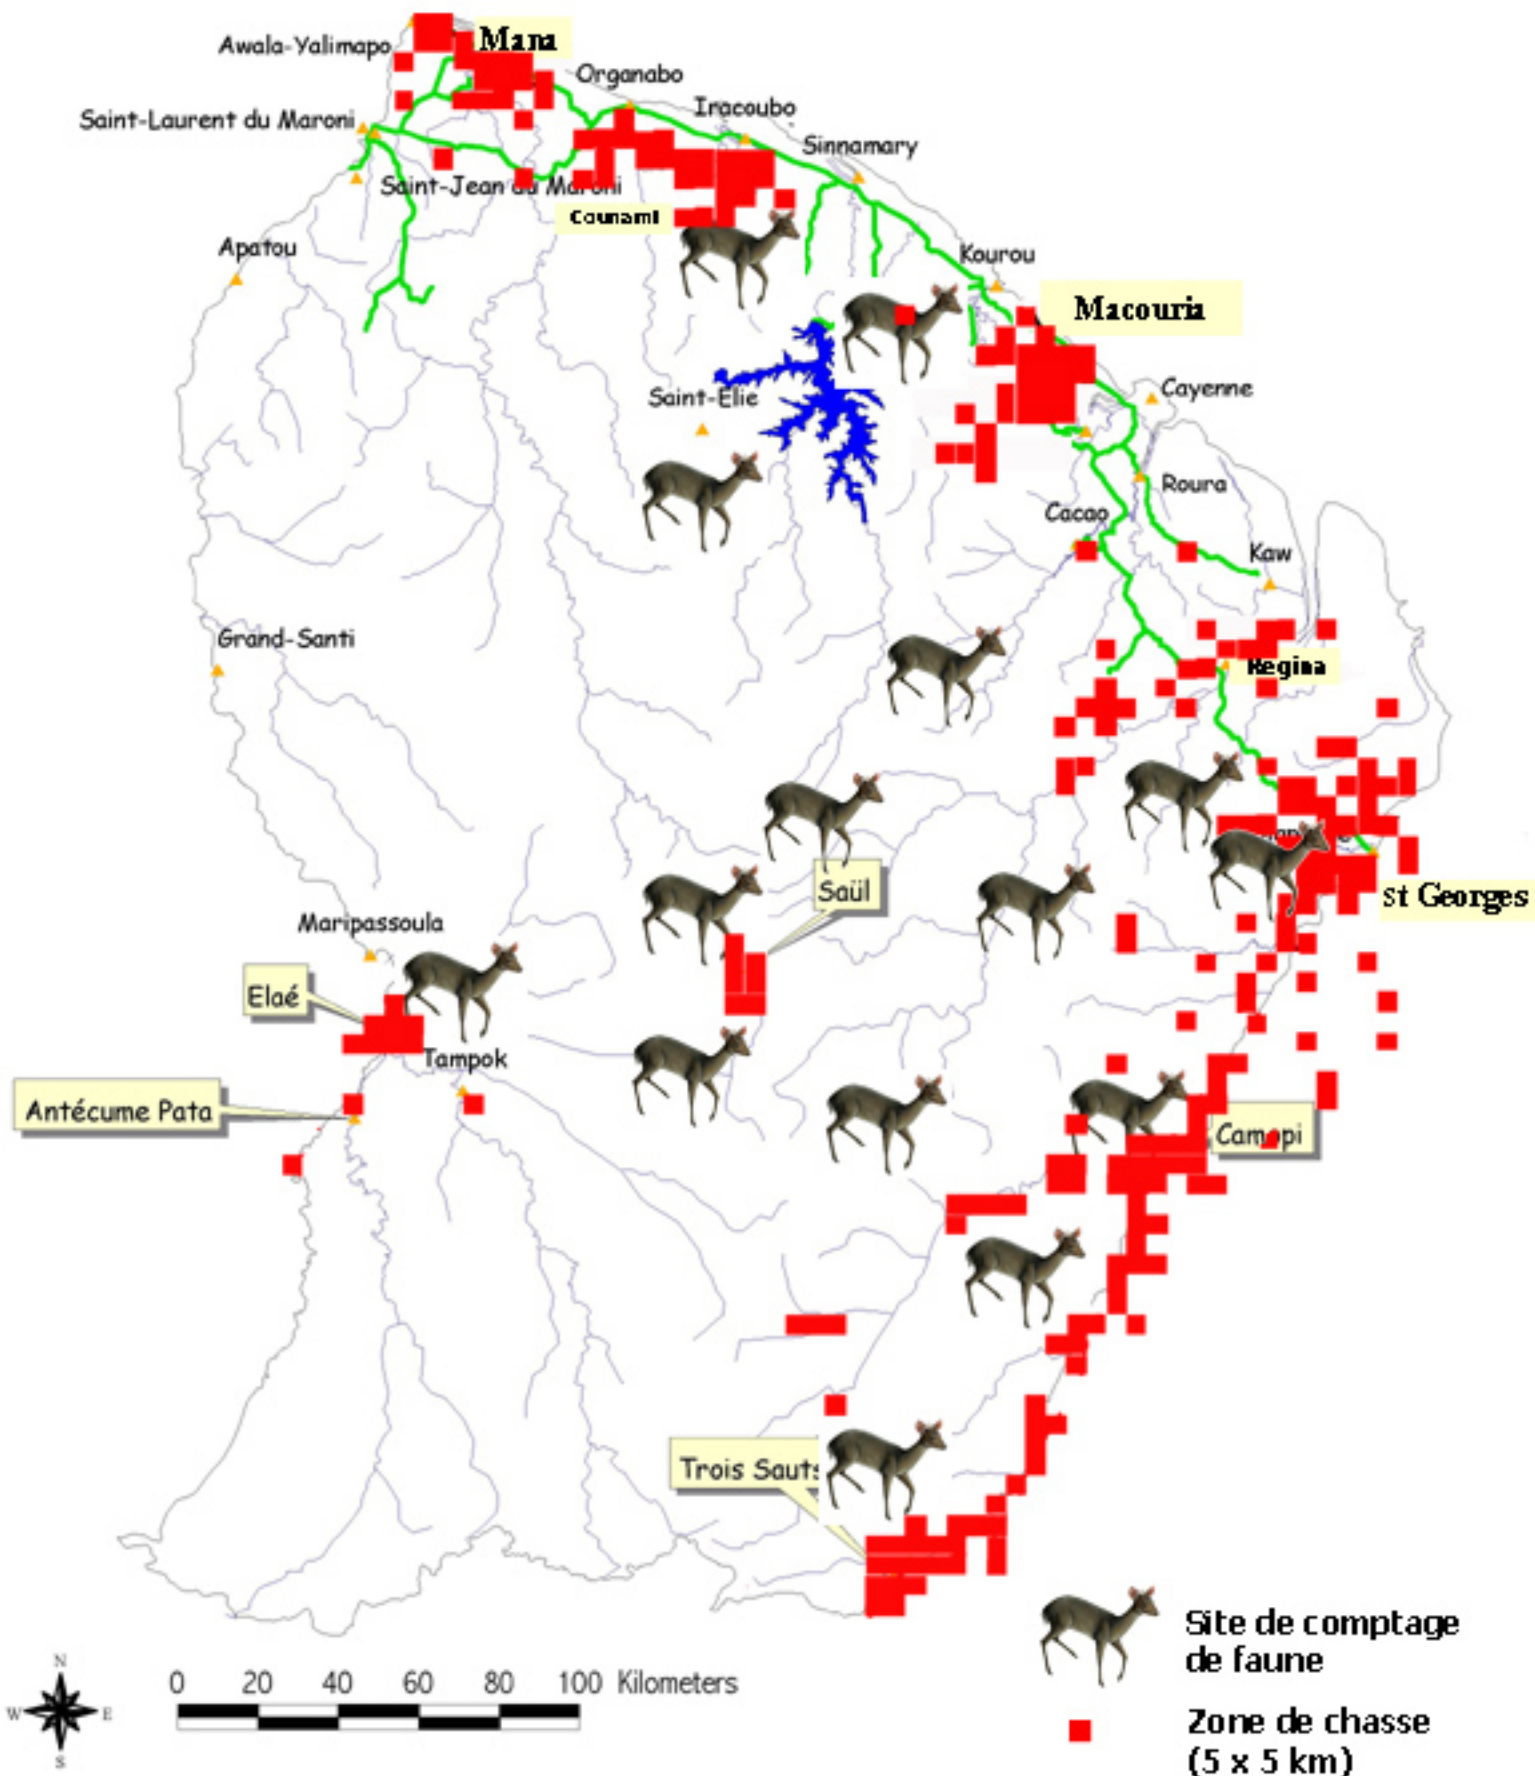 Mana
Awala-Yalimapo
Organabo
Iracoubo
Saint-Laurent du Maroni
Sinnamary
Saint-Jean du Maroni
Counami
Apatou
Kourou
Macouria
Cayenne
Saint-Elie
Roura
Cacao
Kaw
Grand-Santi
Regina
Saül
St Georges
Maripassoula
Elaé
Tampok
Antécume Pata
Camopi
Trois Sauts
Site de comptage
de faune
N
W E
S
0 20 40 60 80 100 Kilometers
Zone de chasse
(5 x 5 km)